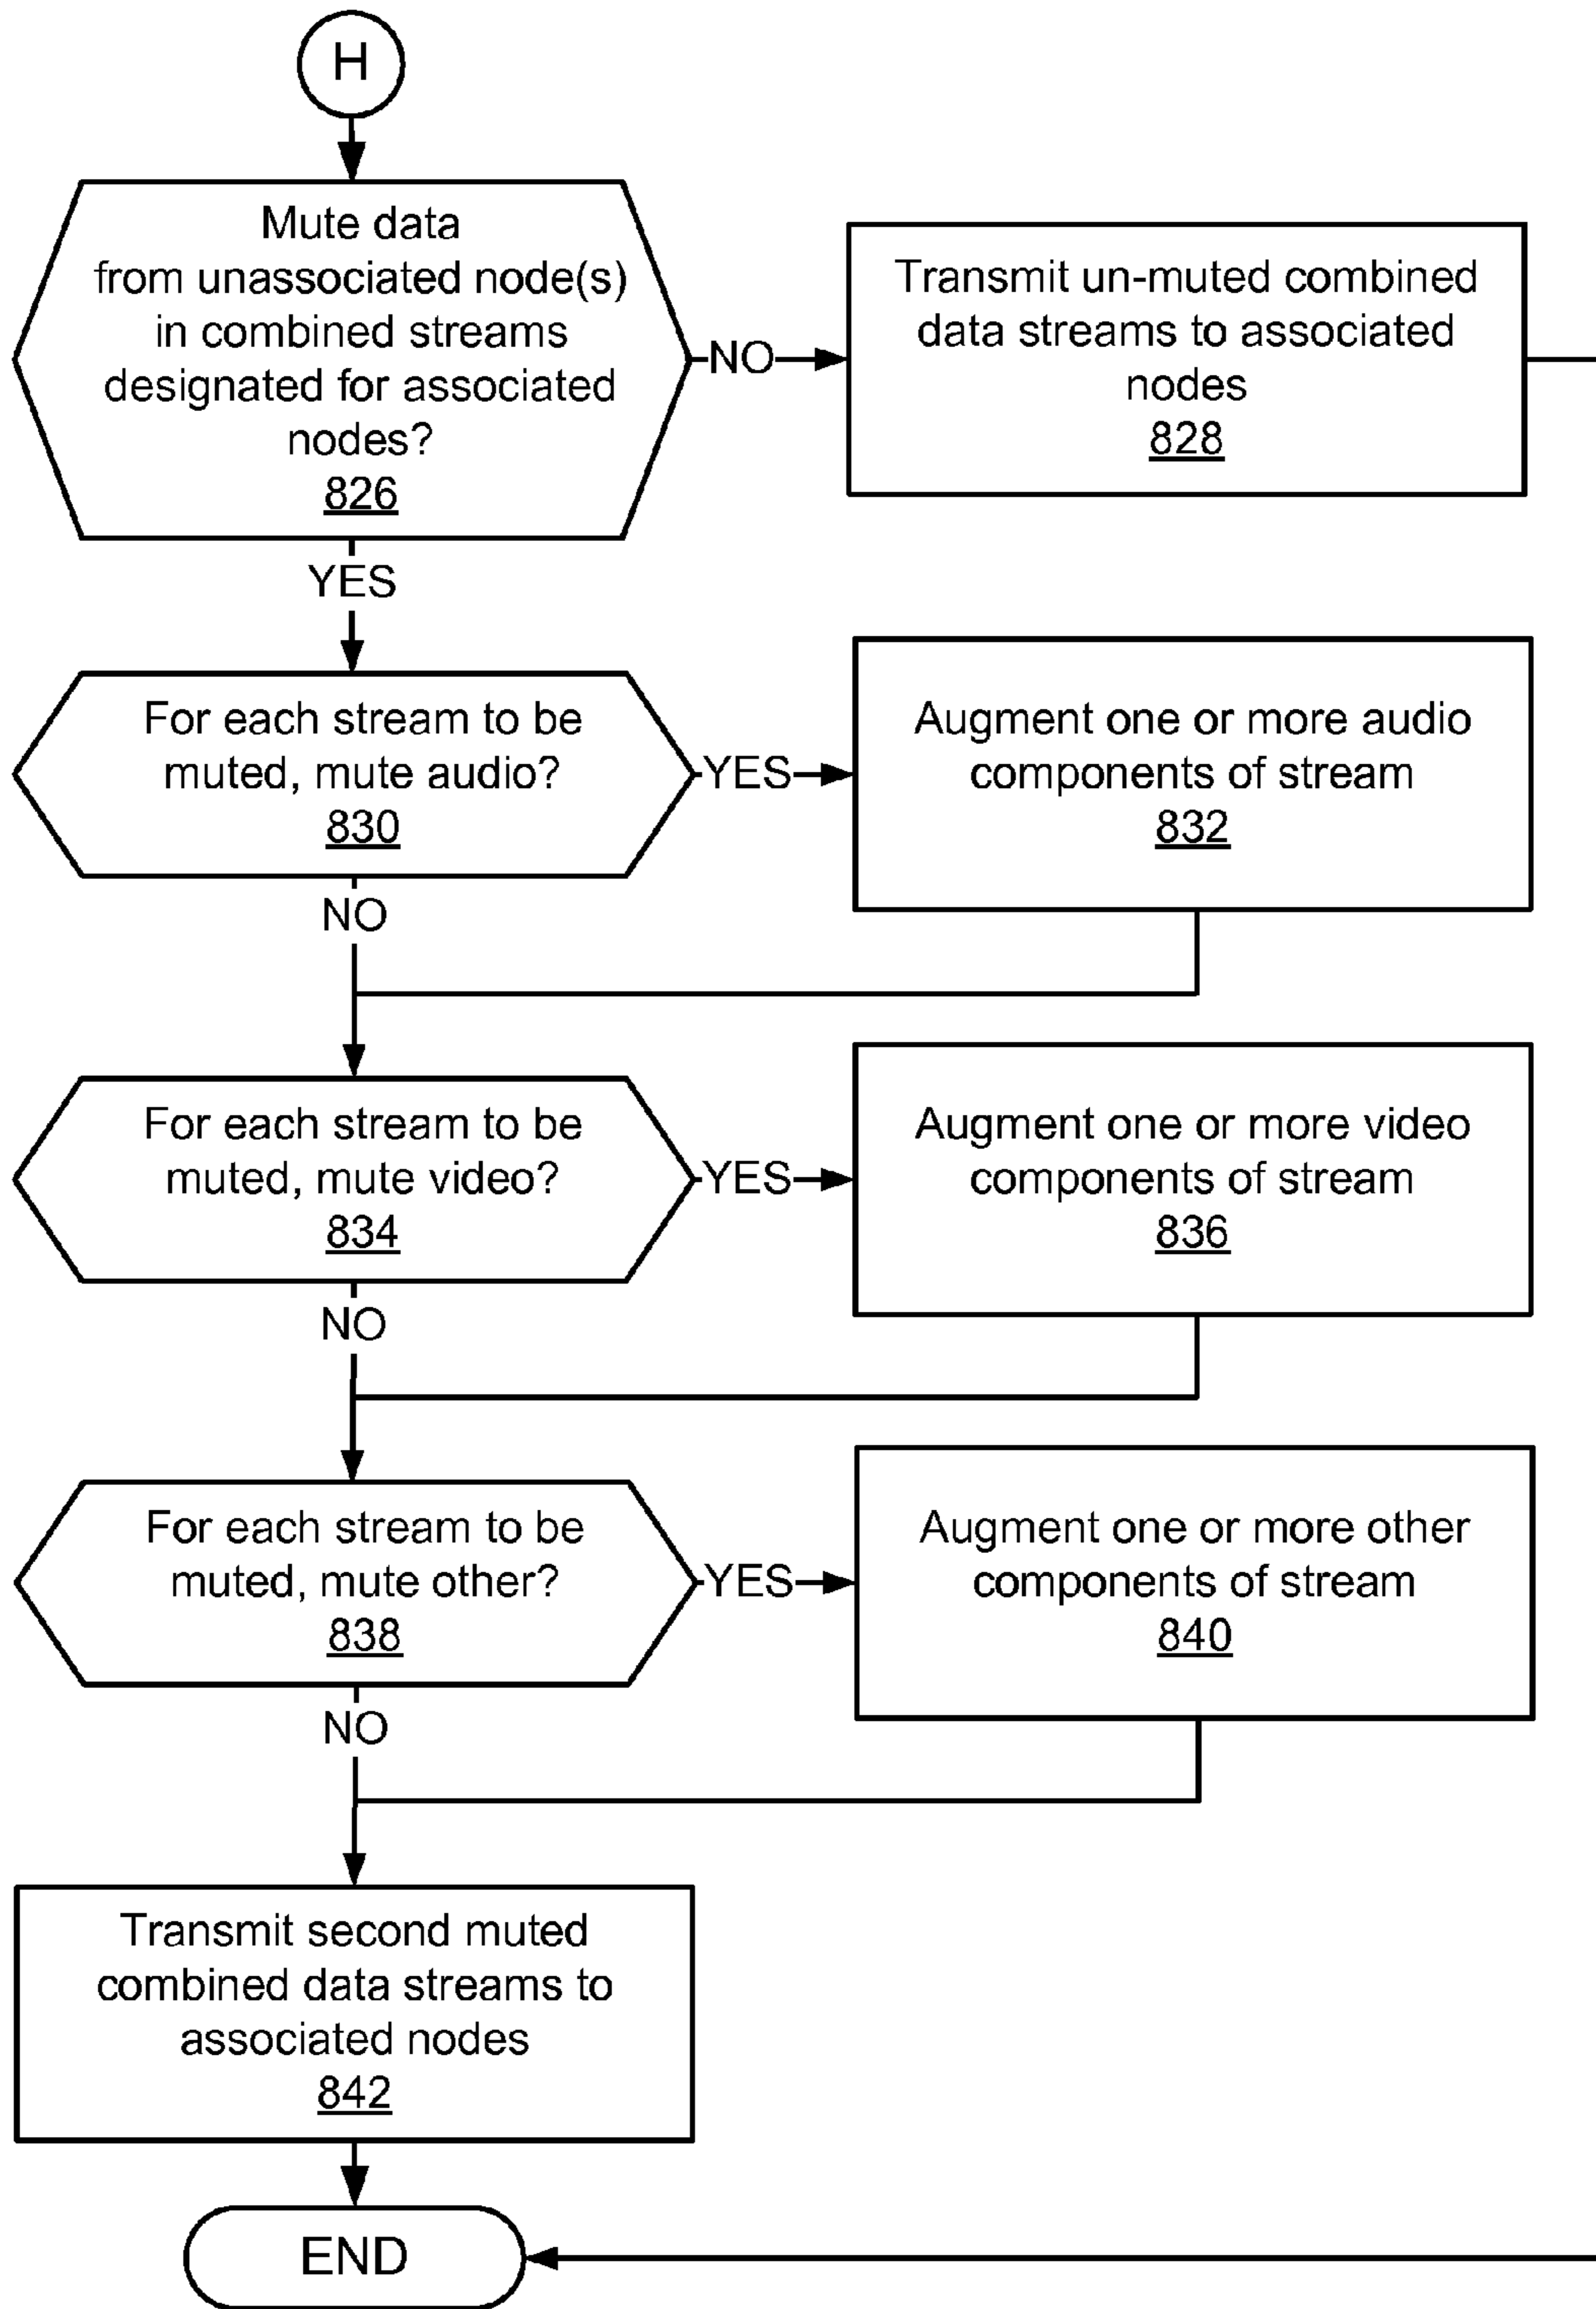 H
Mute data
from unassociated node(s)
in combined streams
designated for associated
nodes?
826
NO
Transmit un-muted combined
data streams to associated
nodes
828
YES
For each stream to be
muted, mute audio?
830
YES
Augment one or more audio
components of stream
832
NO
For each stream to be
muted, mute video?
834
YES
Augment one or more video
components of stream
836
NO
For each stream to be
muted, mute other?
838
YES
Augment one or more other
components of stream
840
NO
Transmit second muted
combined data streams to
associated nodes
842
END